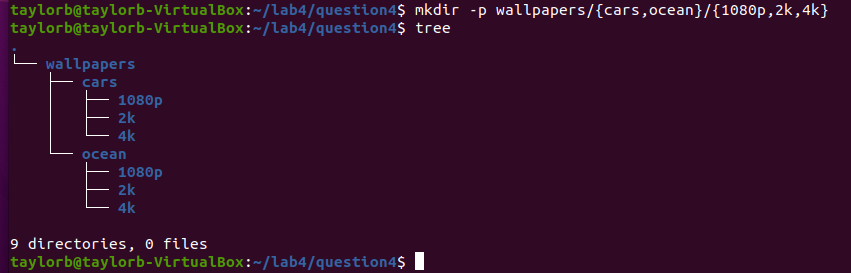 taylorb@taylorb-VirtualBox:~/lab4/question4$ mkdir -p wallpapers/{cars,ocean}/{1080p,2k,4k}
taylorb@taylorb-VirtualBox:~/lab4/question4$ tree
.
└── wallpapers
    ├── cars
    │   ├── 1080p
    │   ├── 2k
    │   └── 4k
    └── ocean
        ├── 1080p
        ├── 2k
        └── 4k
9 directories, 0 files
taylorb@taylorb-VirtualBox:~/lab4/question4$